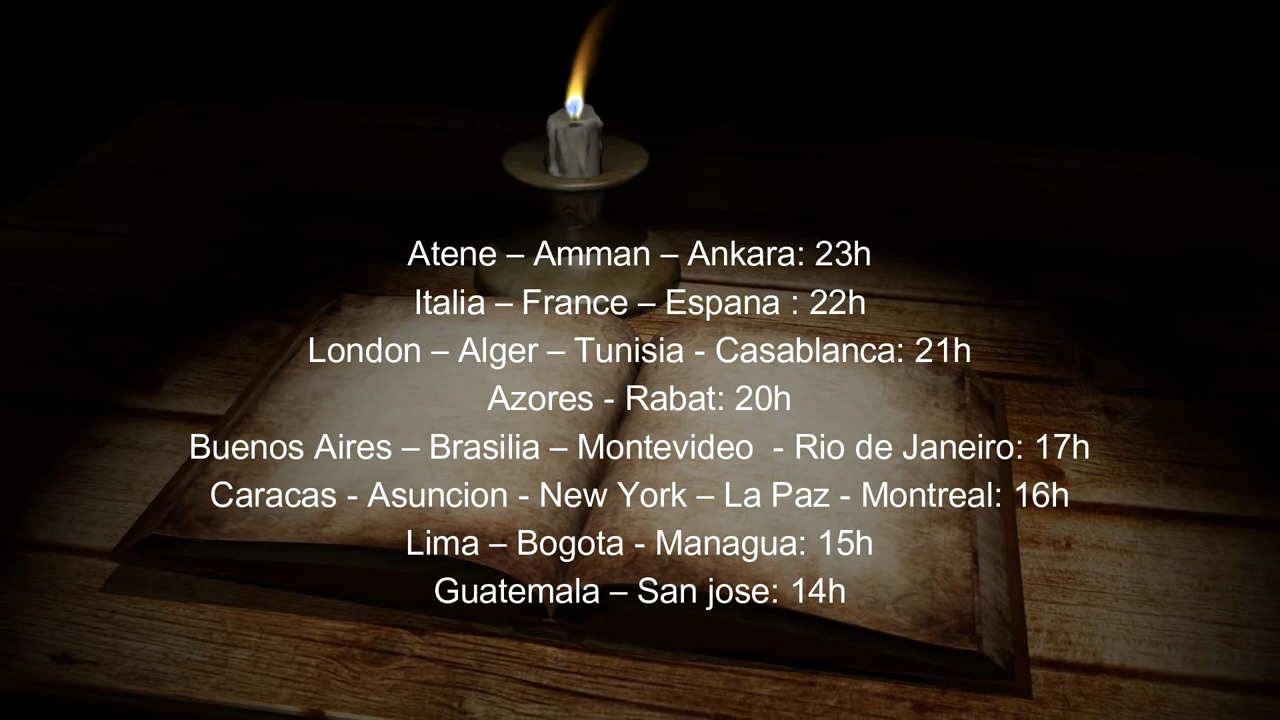 Atene – Amman – Ankara: 23h
Italia – France – Espana : 22h
London – Alger – Tunisia - Casablanca: 21h
Azores - Rabat: 20h
Buenos Aires – Brasilia – Montevideo  - Rio de Janeiro: 17h
Caracas - Asuncion - New York – La Paz - Montreal: 16h
Lima – Bogota - Managua: 15h
Guatemala – San jose: 14h